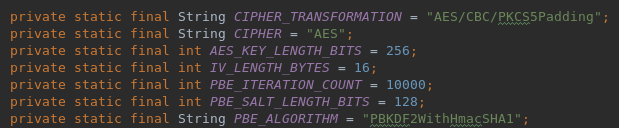 private static final String CIPHER_TRANSFORMATION = "AES/CBC/PKCS5Padding";
private static final String CIPHER = "AES";
private static final int AES_KEY_LENGTH_BITS = 256;
private static final int IV_LENGTH_BYTES = 16;
private static final int PBE_ITERATION_COUNT = 10000;
private static final int PBE_SALT_LENGTH_BITS = 128;
private static final String PBE_ALGORITHM = "PBKDF2WithHmacSHA1";